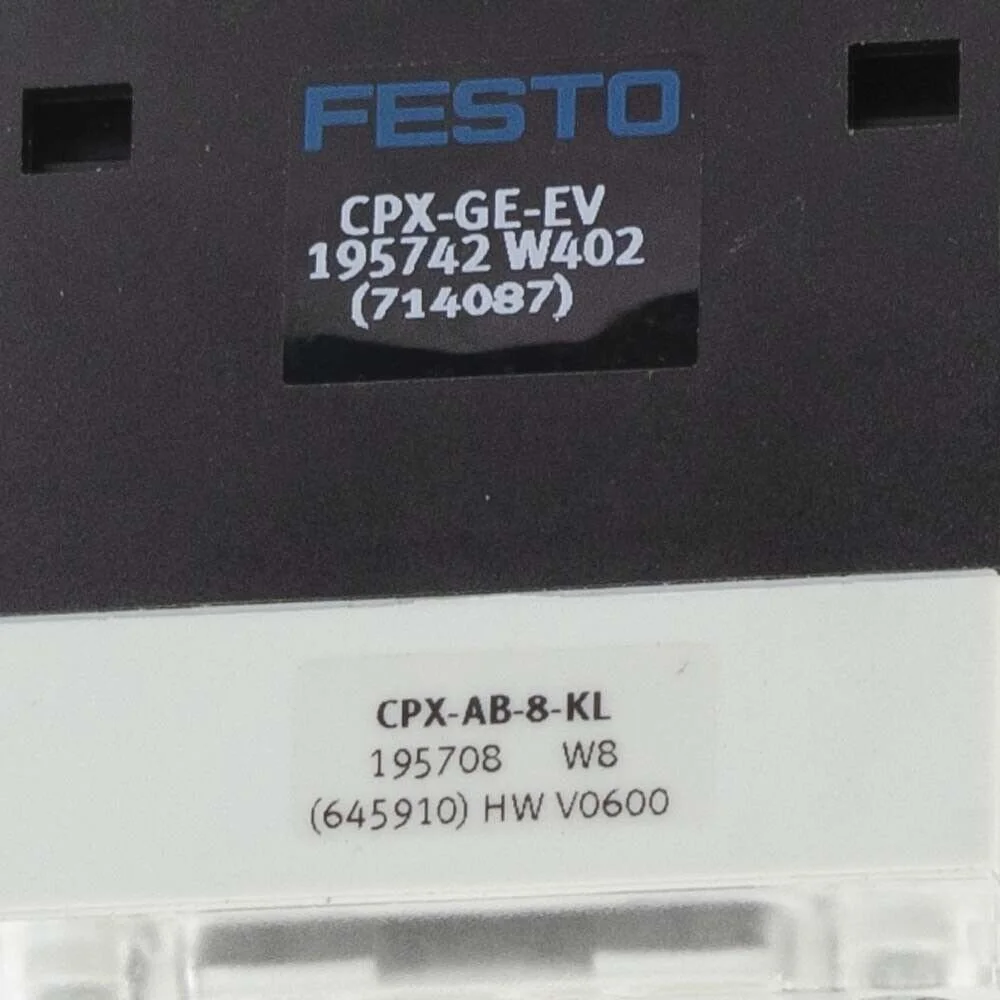 FESTO
CPX-GE-EV
195742 W402
(714087)
CPX-AB-8-KL
195708 W8
(645910) HW V0600